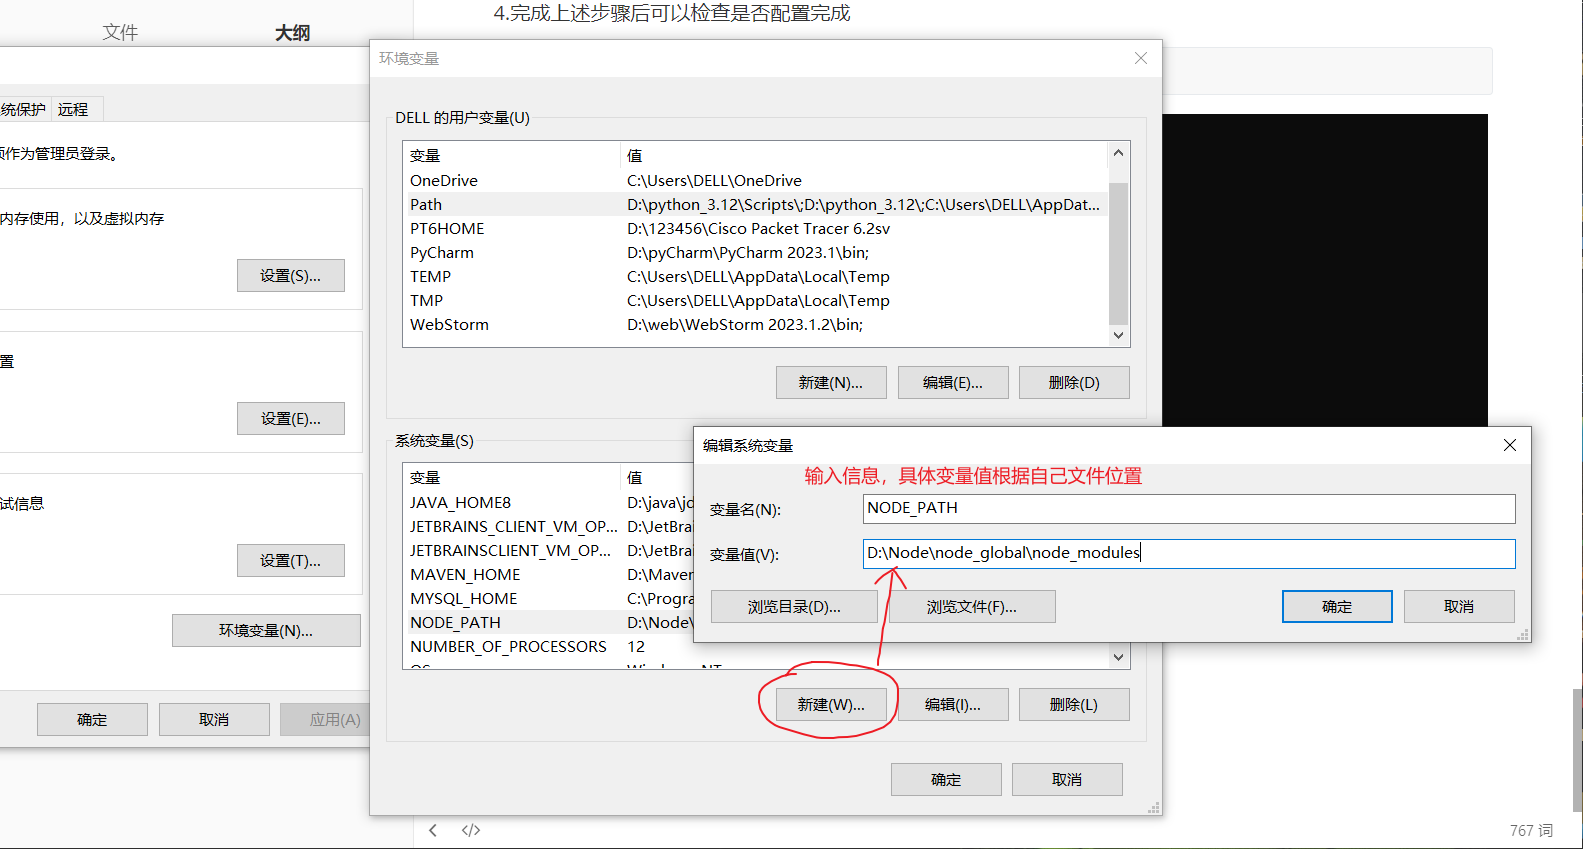 4.完成上述步骤后可以检查是否配置完成
文件
大纲
统保护
远程
作为管理员登录。
内存使用，以及虚拟内存
设置(S)...
置
设置(E)...
试信息
设置(T)...
环境变量(N)...
确定
取消
应用(A)
环境变量
DELL 的用户变量(U)
变量 值
OneDrive C:\Users\DELL\OneDrive
Path D:\python_3.12\Scripts\;D:\python_3.12\;C:\Users\DELL\AppDat...
PT6HOME D:\123456\Cisco Packet Tracer 6.2sv
PyCharm D:\pyCharm\PyCharm 2023.1\bin;
TEMP C:\Users\DELL\AppData\Local\Temp
TMP C:\Users\DELL\AppData\Local\Temp
WebStorm D:\web\WebStorm 2023.1.2\bin;
新建(N)...
编辑(E)...
删除(D)
系统变量(S)
变量 值
JAVA_HOME8 D:\java\jd
JETBRAINS_CLIENT_VM_OP... D:\JetBrai
JETBRAINSCLIENT_VM_OP... D:\JetBrai
MAVEN_HOME D:\Maven
MYSQL_HOME C:\Progra
NODE_PATH D:\Node\
NUMBER_OF_PROCESSORS 12
新建(W)...
编辑(I)...
删除(L)
确定
取消
编辑系统变量
输入信息，具体变量值根据自己文件位置
变量名(N):
NODE_PATH
变量值(V):
D:\Node\node_global\node_modules
浏览目录(D)...
浏览文件(F)...
确定
取消
</>
767 词